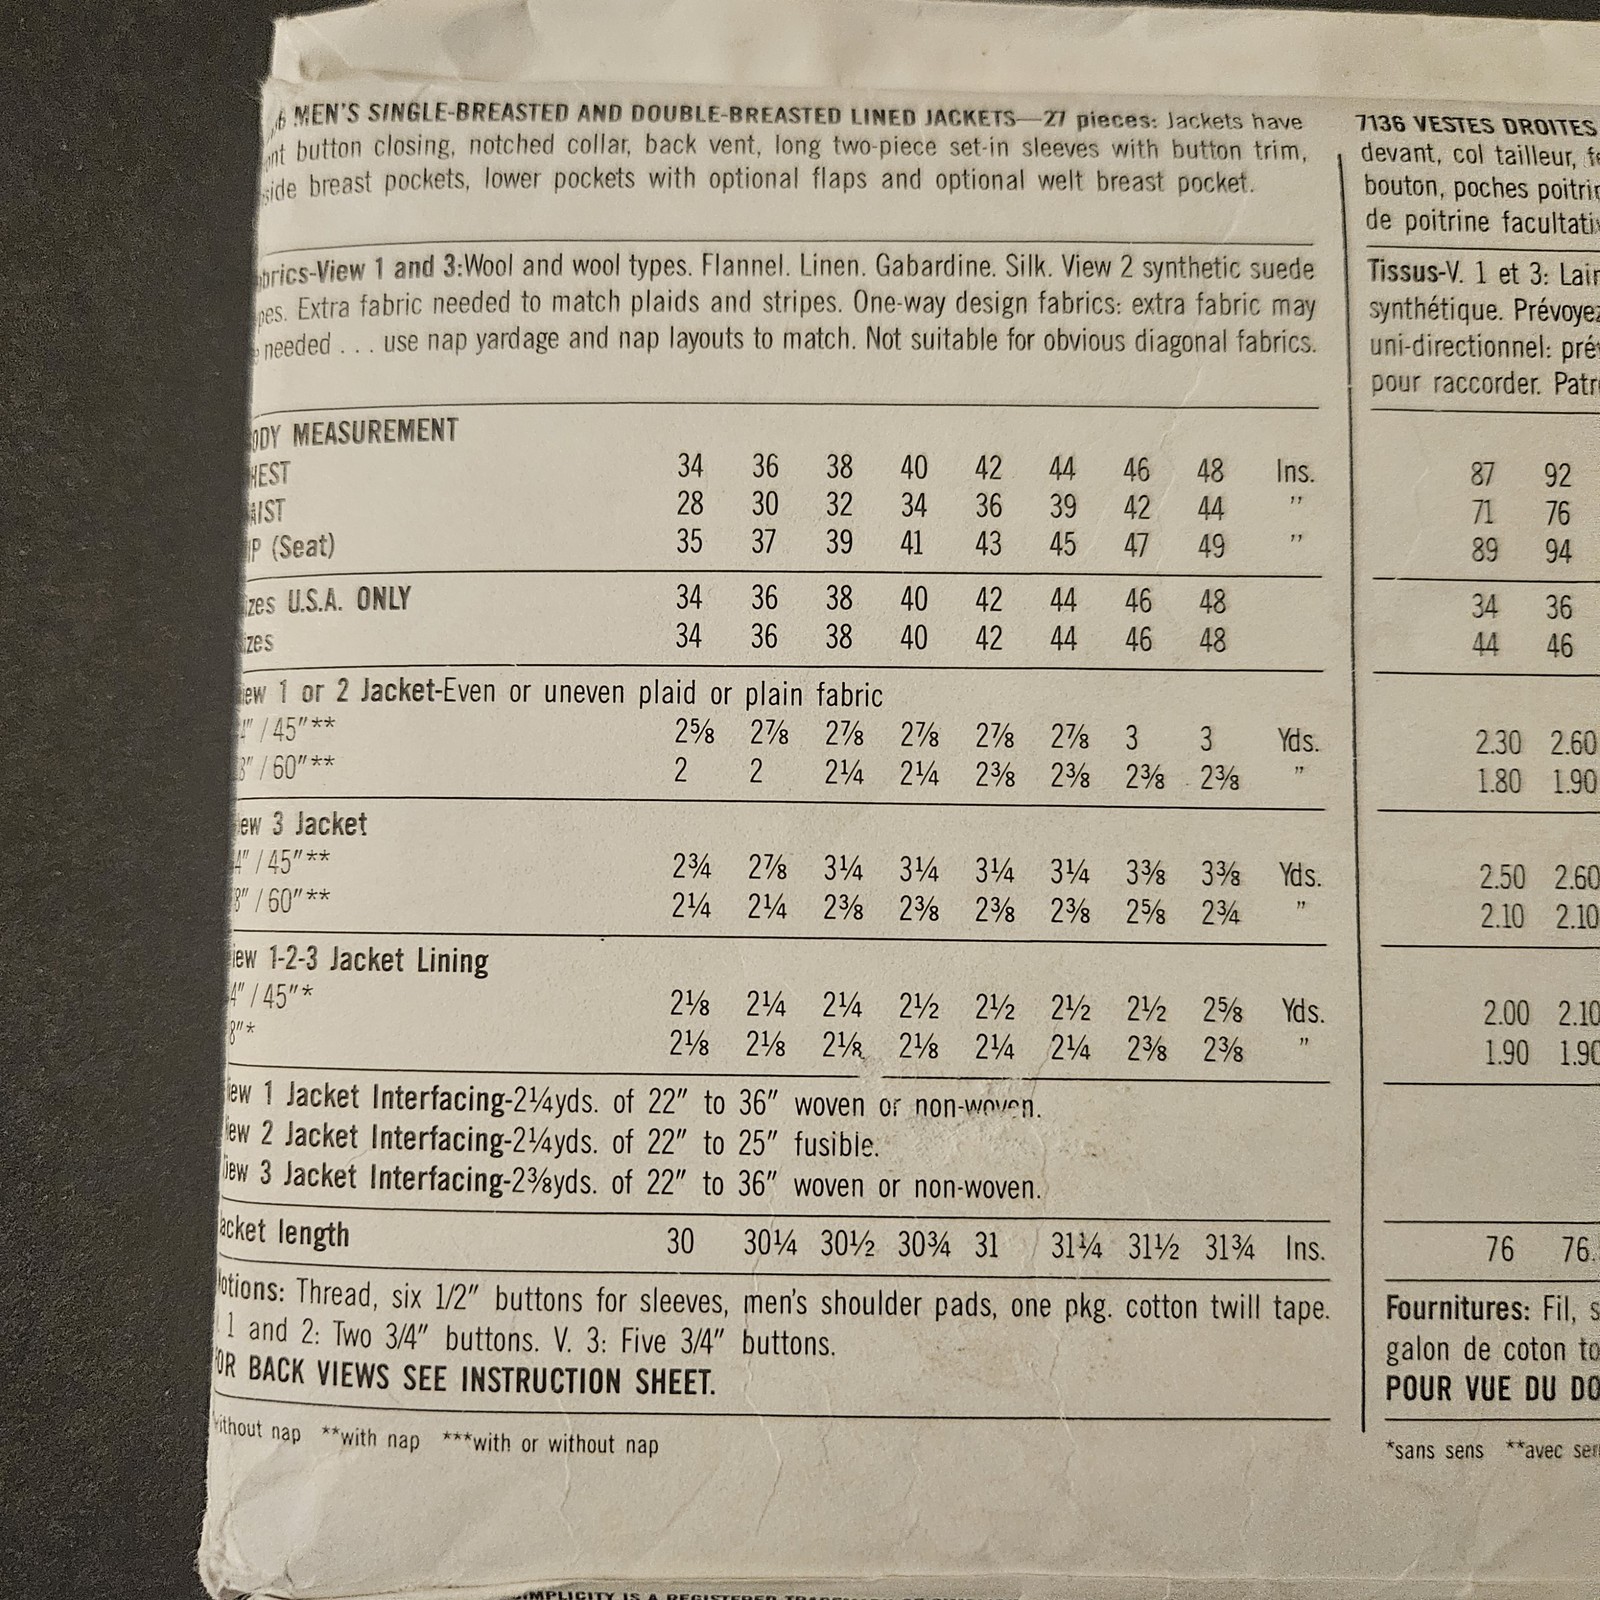 MEN'S SINGLE-BREASTED AND DOUBLE-BREASTED LINED JACKETS—27 pieces: Jackets have
button closing, notched collar, back vent, long two-piece set-in sleeves with button trim,
breast pockets, lower pockets with optional flaps and optional welt breast pocket.
View 1 and 3:Wool and wool types. Flannel. Linen. Gabardine. Silk. View 2 synthetic suede
Extra fabric needed to match plaids and stripes. One-way design fabrics: extra fabric may
needed . . . use nap yardage and nap layouts to match. Not suitable for obvious diagonal fabrics.
MEASUREMENT
34 36 38 40 42 44 46 48 Ins.
28 30 32 34 36 39 42 44 "
(Seat) 35 37 39 41 43 45 47 49 "
U.S.A. ONLY 34 36 38 40 42 44 46 48
34 36 38 40 42 44 46 48
1 or 2 Jacket-Even or uneven plaid or plain fabric
/ 45"** 2⅝ 2⅞ 2⅞ 2⅞ 2⅞ 2⅞ 3 3 Yds.
/ 60"** 2 2 2¼ 2¼ 2⅜ 2⅜ 2⅜ 2⅜ "
3 Jacket
/ 45"** 2¾ 2⅞ 3¼ 3¼ 3¼ 3¼ 3⅜ 3⅜ Yds.
/ 60"** 2¼ 2¼ 2⅜ 2⅜ 2⅜ 2⅜ 2⅝ 2¾ "
1-2-3 Jacket Lining
/ 45"* 2⅛ 2¼ 2¼ 2½ 2½ 2½ 2½ 2⅝ Yds.
2⅛ 2⅛ 2⅛ 2⅛ 2¼ 2¼ 2⅜ 2⅜ "
1 Jacket Interfacing-2¼yds. of 22" to 36" woven or non-woven.
2 Jacket Interfacing-2¼yds. of 22" to 25" fusible.
3 Jacket Interfacing-2⅜yds. of 22" to 36" woven or non-woven.
length 30 30¼ 30½ 30¾ 31 31¼ 31½ 31¾ Ins.
Thread, six 1/2" buttons for sleeves, men's shoulder pads, one pkg. cotton twill tape.
1 and 2: Two 3/4" buttons. V. 3: Five 3/4" buttons.
BACK VIEWS SEE INSTRUCTION SHEET.
nap **with nap ***with or without nap
SIMPLICITY IS A REGISTERED
7136 VESTES DROITES
devant, col tailleur,
bouton, poches
de poitrine
Tissus-V. 1 et 3:
synthétique.
uni-directionnel:
pour raccorder.
87 92
71 76
89 94
34 36
44 46
2.30 2.60
1.80 1.90
2.50 2.60
2.10 2.10
2.00 2.10
1.90 1.90
76
Fournitures: Fil,
galon de coton
POUR VUE DU
*sans sens **avec